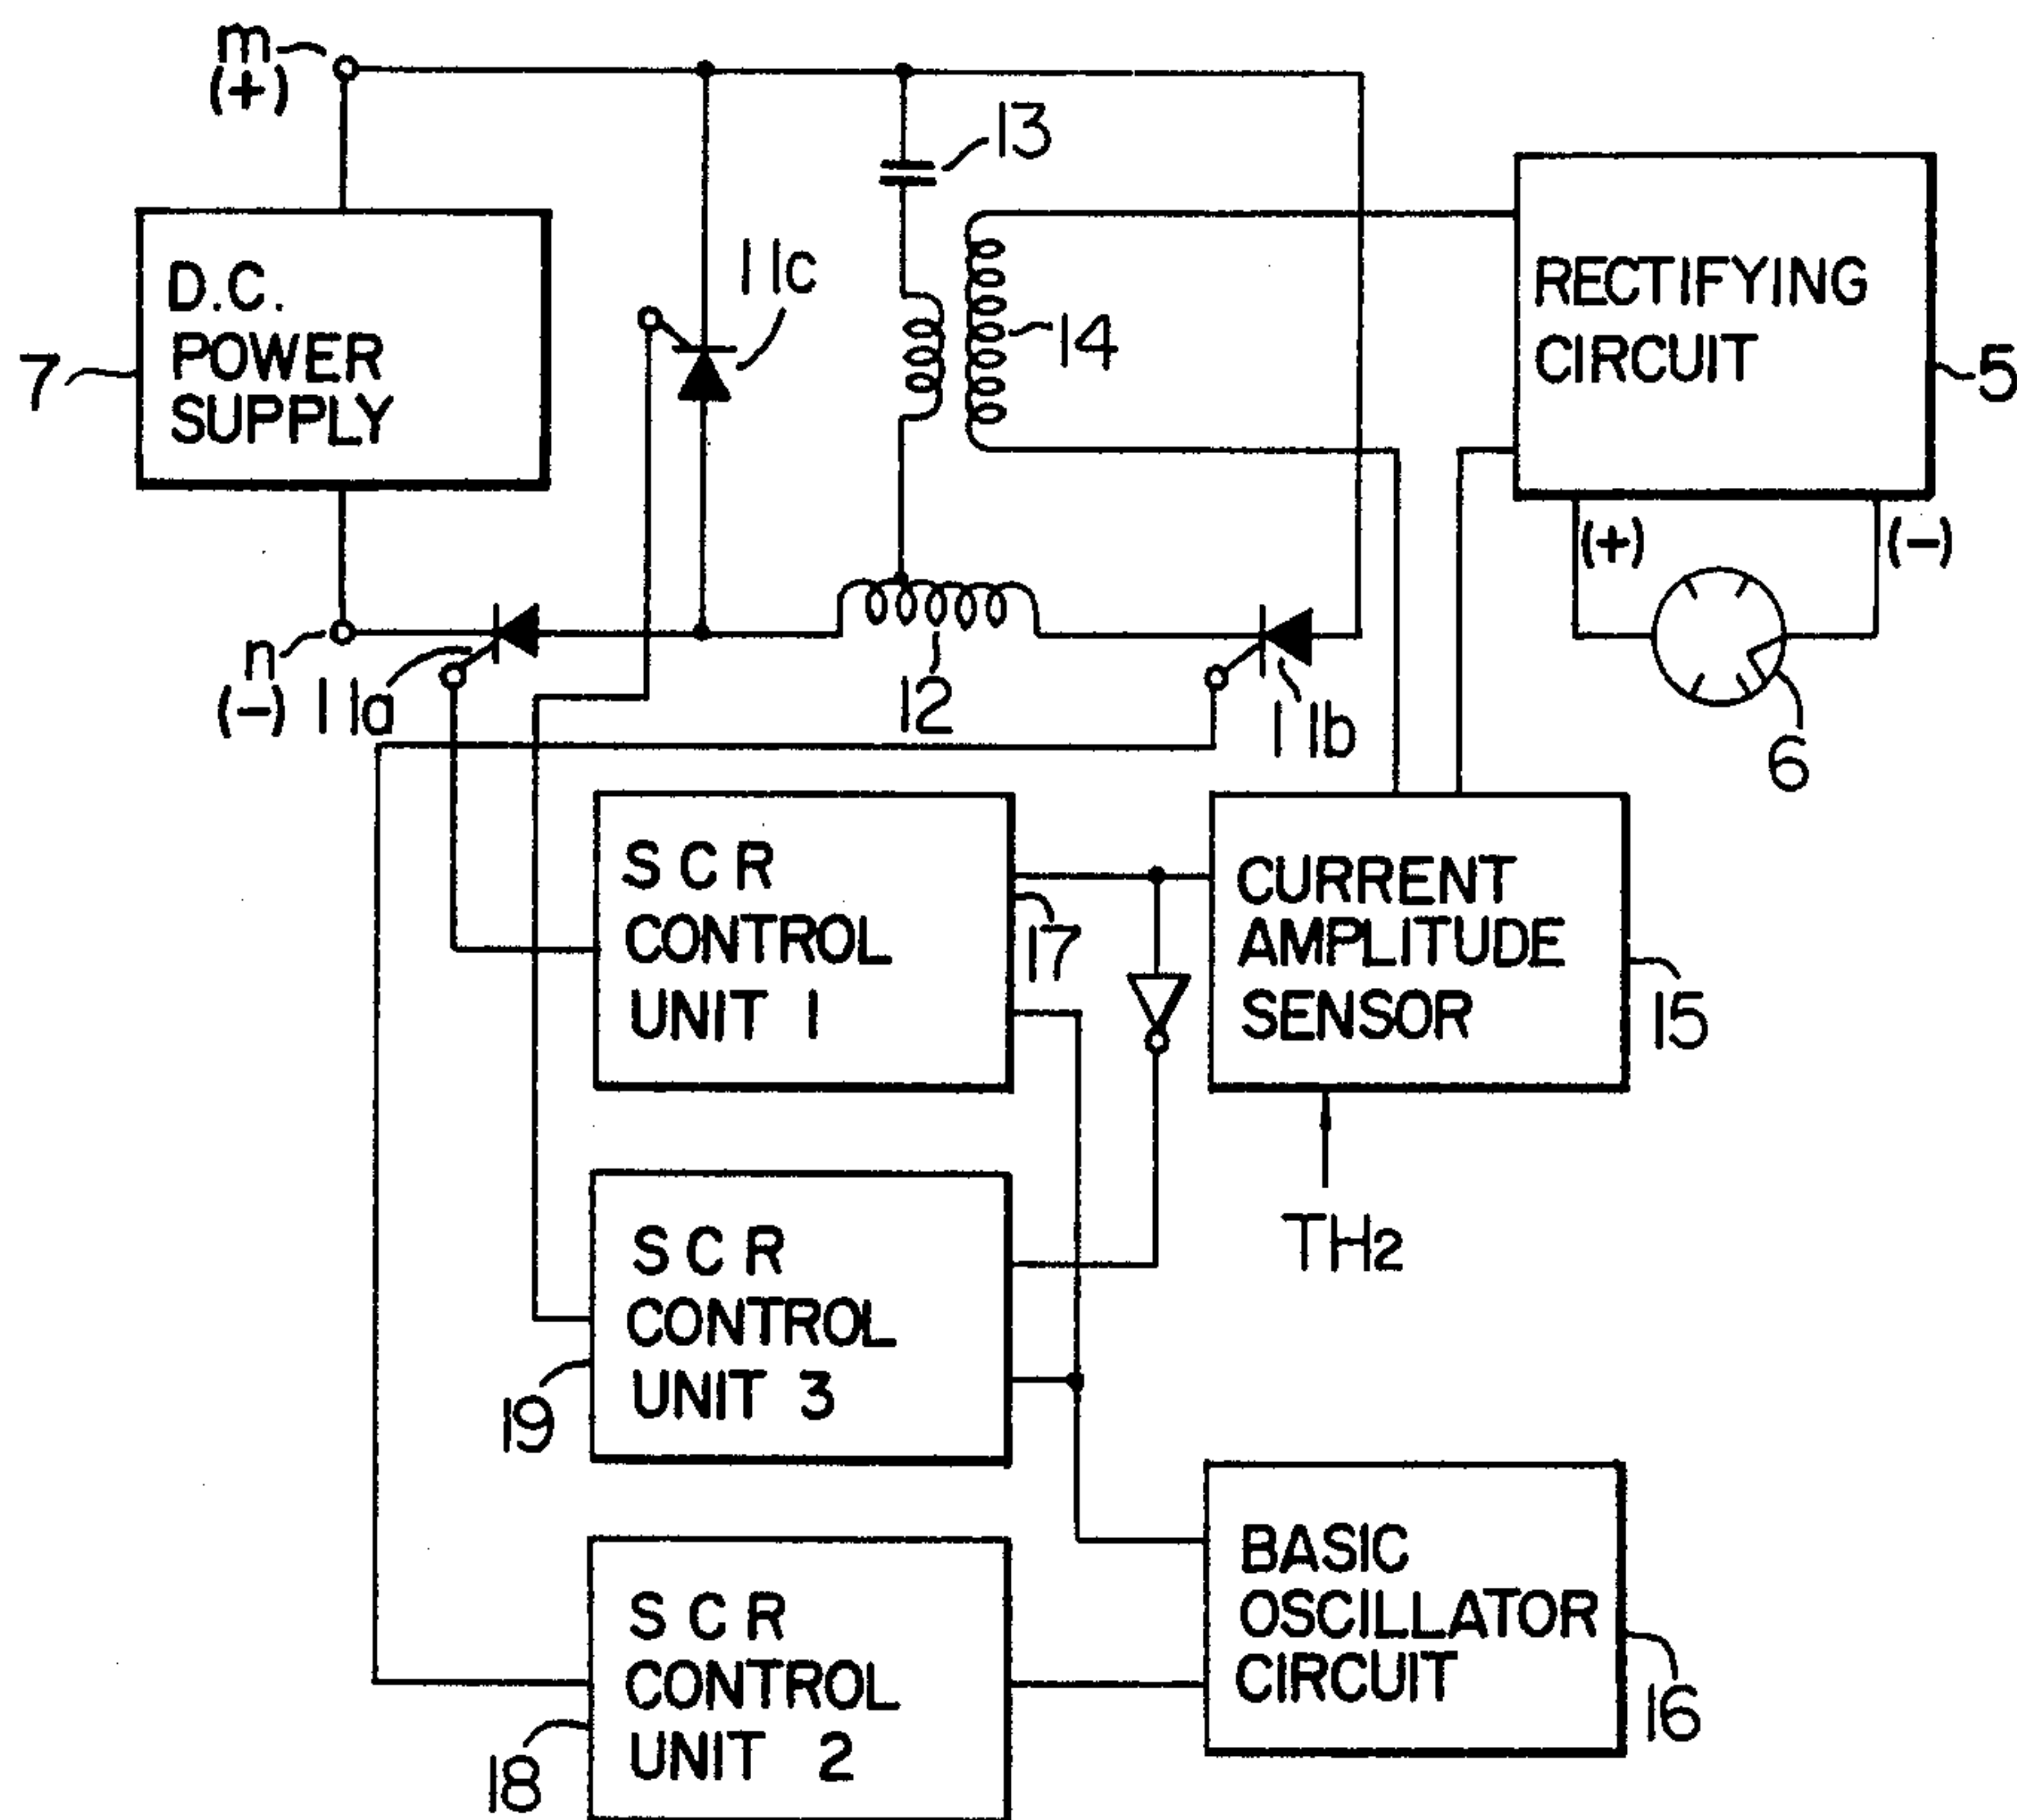 m
(+)
13
D.C.
POWER
SUPPLY
7
11c
14
RECTIFYING
CIRCUIT
5
(+)
(-)
n
(-)
11a
12
11b
6
SCR
CONTROL
UNIT 1
17
CURRENT
AMPLITUDE
SENSOR
15
TH2
SCR
CONTROL
UNIT 3
19
BASIC
OSCILLATOR
CIRCUIT
16
SCR
CONTROL
UNIT 2
18